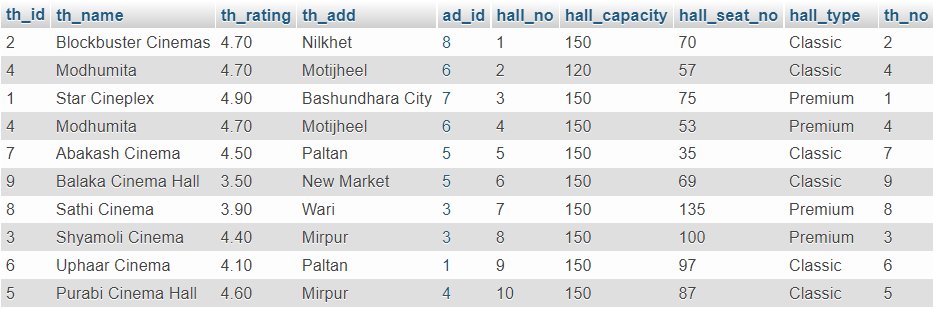 th_id th_name th_rating th_add ad_id hall_no hall_capacity hall_seat_no hall_type th_no
2 Blockbuster Cinemas 4.70 Nilkhet 8 1 150 70 Classic 2
4 Modhumita 4.70 Motijheel 6 2 120 57 Classic 4
1 Star Cineplex 4.90 Bashundhara City 7 3 150 75 Premium 1
4 Modhumita 4.70 Motijheel 6 4 150 53 Premium 4
7 Abakash Cinema 4.50 Paltan 5 5 150 35 Classic 7
9 Balaka Cinema Hall 3.50 New Market 5 6 150 69 Classic 9
8 Sathi Cinema 3.90 Wari 3 7 150 135 Premium 8
3 Shyamoli Cinema 4.40 Mirpur 3 8 150 100 Premium 3
6 Uphaar Cinema 4.10 Paltan 1 9 150 97 Classic 6
5 Purabi Cinema Hall 4.60 Mirpur 4 10 150 87 Classic 5